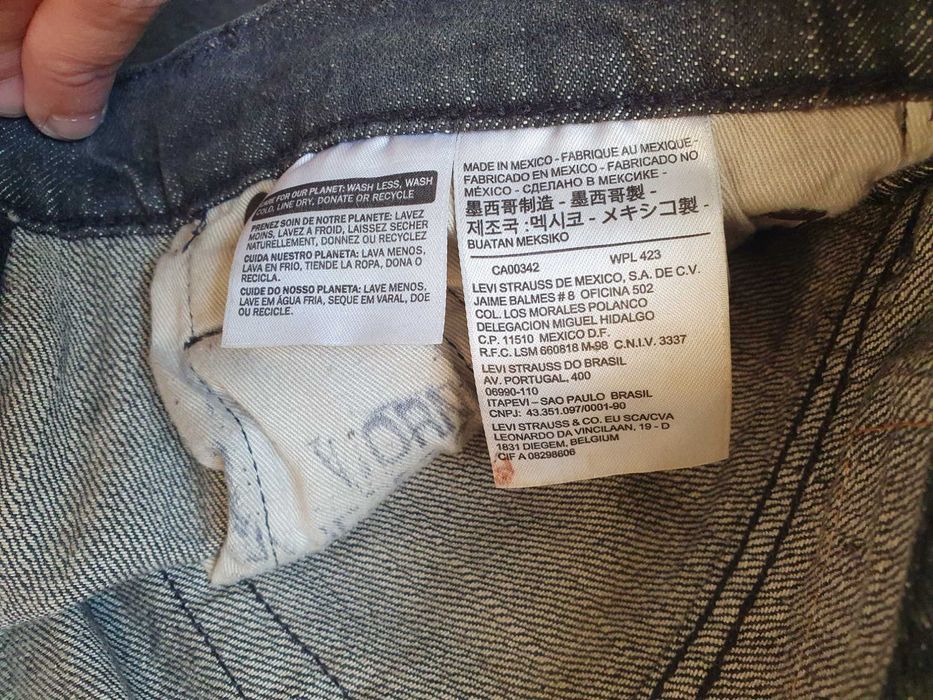 CARE FOR OUR PLANET: WASH LESS, WASH
COLD, LINE DRY, DONATE OR RECYCLE
PRENEZ SOIN DE NOTRE PLANETE: LAVEZ
MOINS, LAVEZ A FROID, LAISSEZ SECHER
NATURELLEMENT, DONNEZ OU RECYCLEZ
CUIDA NUESTRO PLANETA: LAVA MENOS,
LAVA EN FRIO, TIENDE LA ROPA, DONA O
RECICLA.
CUIDE DO NOSSO PLANETA: LAVE MENOS,
LAVE EM ÁGUA FRIA, SEQUE EM VARAL, DOE
OU RECICLE.
MADE IN MEXICO - FABRIQUE AU MEXIQUE -
FABRICADO EN MEXICO - FABRICADO NO
MÉXICO - СДЕЛАНО В МЕКСИКЕ -
墨西哥制造 - 墨西哥製 -
제조국 : 멕시코 - メキシコ製 -
BUATAN MEKSIKO
CA00342 WPL 423
LEVI STRAUSS DE MEXICO, S.A. DE C.V.
JAIME BALMES # 8 OFICINA 502
COL. LOS MORALES POLANCO
DELEGACION MIGUEL HIDALGO
C.P. 11510 MEXICO D.F.
R.F.C. LSM 660818 M-98 C.N.I.V. 3337
LEVI STRAUSS DO BRASIL
AV. PORTUGAL, 400
06990-110
ITAPEVI – SAO PAULO BRASIL
CNPJ: 43.351.097/0001-90
LEVI STRAUSS & CO. EU SCA/CVA
LEONARDO DA VINCILAAN, 19 - D
1831 DIEGEM, BELGIUM
CIF A 08298606